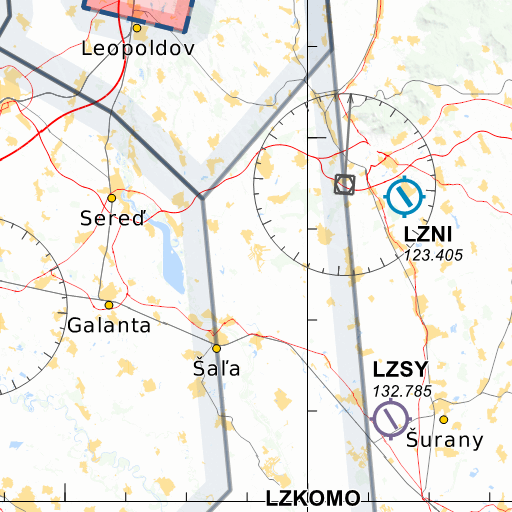 Leopoldov
Sereď
LZNI
123.405
Galanta
Šaľa
LZSY
132.785
Šurany
LZKOMO